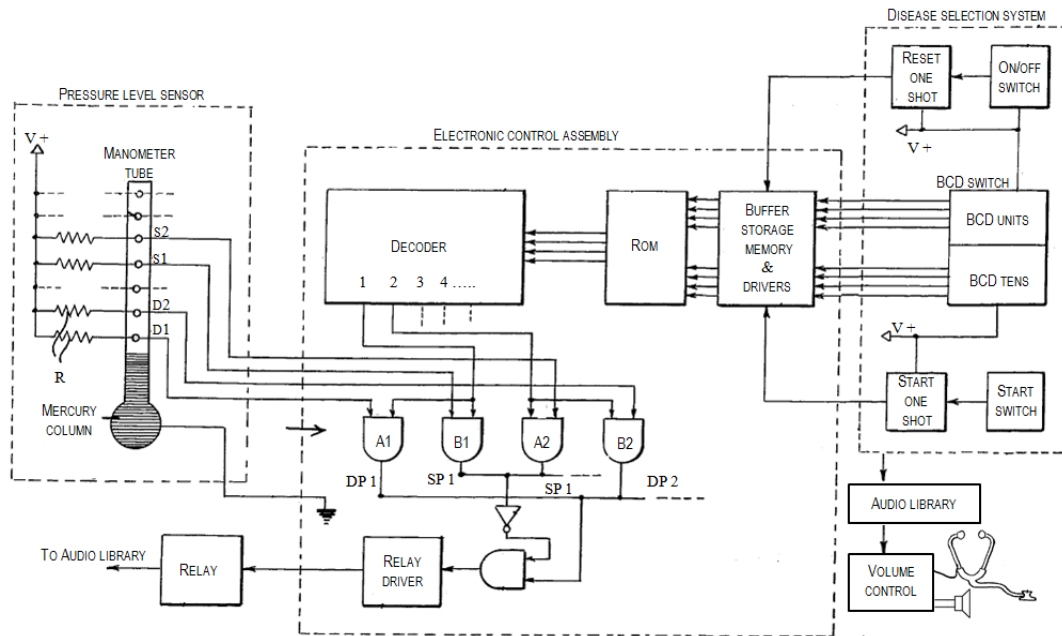 DISEASE SELECTION SYSTEM
RESET
ONE
SHOT
ON/OFF
SWITCH
V +
BCD SWITCH
BCD UNITS
BCD TENS
V +
START
ONE
SHOT
START
SWITCH
PRESSURE LEVEL SENSOR
V +
MANOMETER
TUBE
S2
S1
D2
D1
R
MERCURY
COLUMN
ELECTRONIC CONTROL ASSEMBLY
DECODER
1 2 3 4 .....
ROM
BUFFER
STORAGE
MEMORY
&
DRIVERS
A1
B1
A2
B2
DP 1
SP 1
SP 1
DP 2
TO AUDIO LIBRARY
RELAY
RELAY
DRIVER
AUDIO LIBRARY
VOLUME
CONTROL